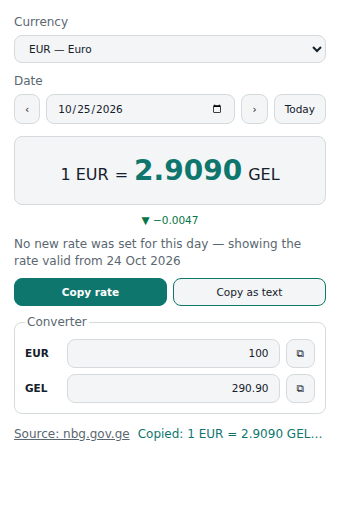 Currency
EUR — Euro
Date
‹ 10/25/2026 › Today
1 EUR = 2.9090 GEL
▼ −0.0047
No new rate was set for this day — showing the
rate valid from 24 Oct 2026
Copy rate Copy as text
Converter
EUR 100
GEL 290.90
Source: nbg.gov.ge Copied: 1 EUR = 2.9090 GEL…